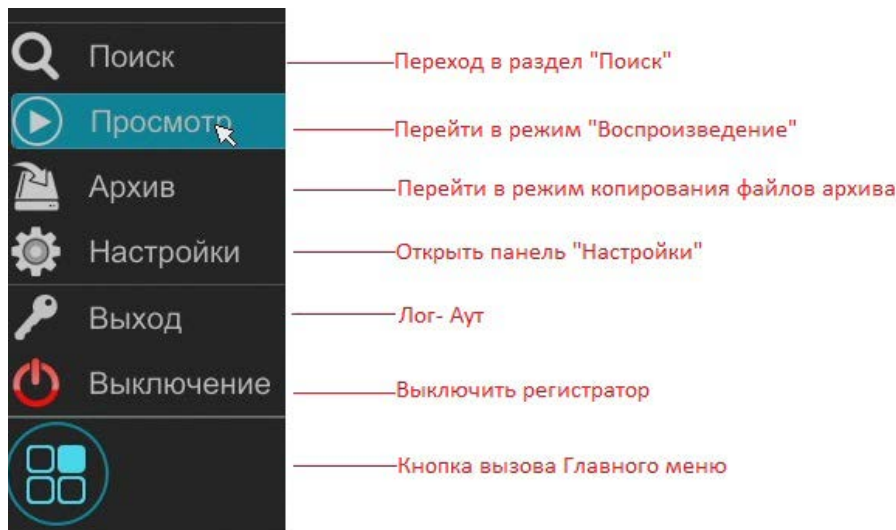 Поиск
Переход в раздел "Поиск"
Просмотр
Перейти в режим "Воспроизведение"
Архив
Перейти в режим копирования файлов архива
Настройки
Открыть панель "Настройки"
Выход
Лог- Аут
Выключение
Выключить регистратор
Кнопка вызова Главного меню